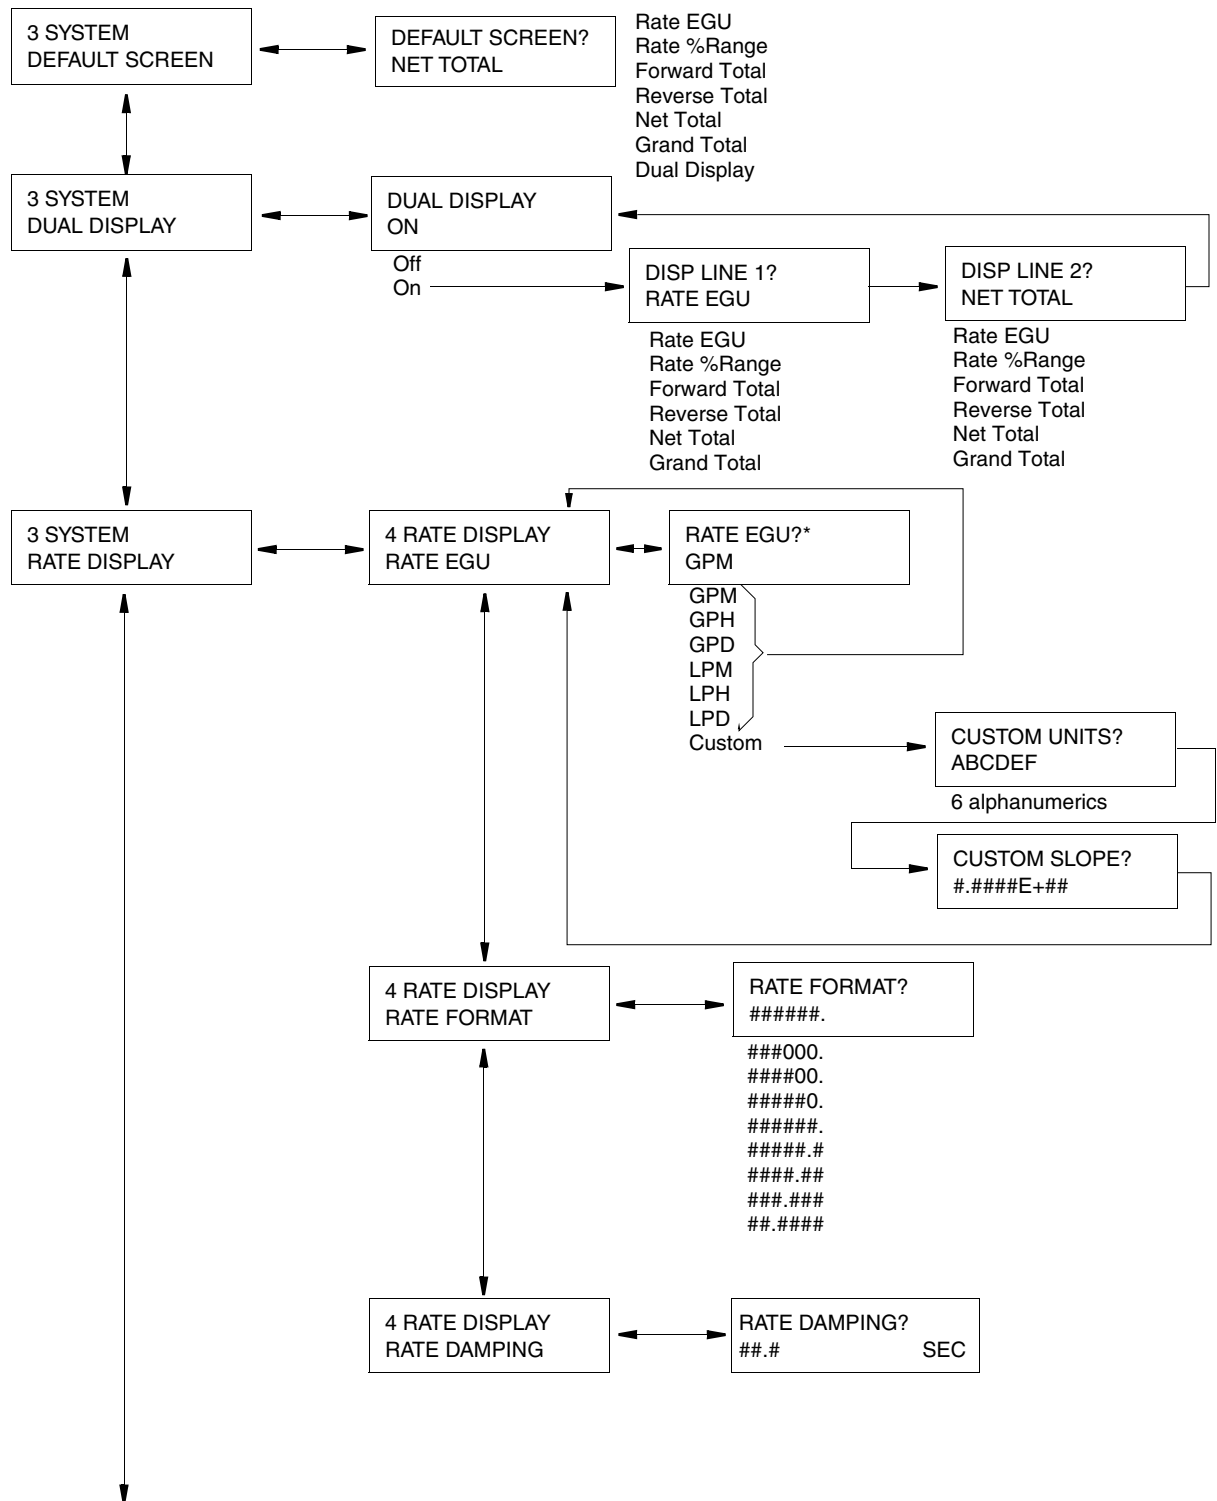 3 SYSTEM
DEFAULT SCREEN
DEFAULT SCREEN?
NET TOTAL
Rate EGU
Rate %Range
Forward Total
Reverse Total
Net Total
Grand Total
Dual Display
3 SYSTEM
DUAL DISPLAY
DUAL DISPLAY
ON
Off
On
DISP LINE 1?
RATE EGU
Rate EGU
Rate %Range
Forward Total
Reverse Total
Net Total
Grand Total
DISP LINE 2?
NET TOTAL
Rate EGU
Rate %Range
Forward Total
Reverse Total
Net Total
Grand Total
3 SYSTEM
RATE DISPLAY
4 RATE DISPLAY
RATE EGU
RATE EGU?*
GPM
GPM
GPH
GPD
LPM
LPH
LPD
Custom
CUSTOM UNITS?
ABCDEF
6 alphanumerics
CUSTOM SLOPE?
#.####E+##
4 RATE DISPLAY
RATE FORMAT
RATE FORMAT?
######.
###000.
####00.
#####0.
######.
#####.#
####.##
###.###
##.####
4 RATE DISPLAY
RATE DAMPING
RATE DAMPING?
##.# SEC